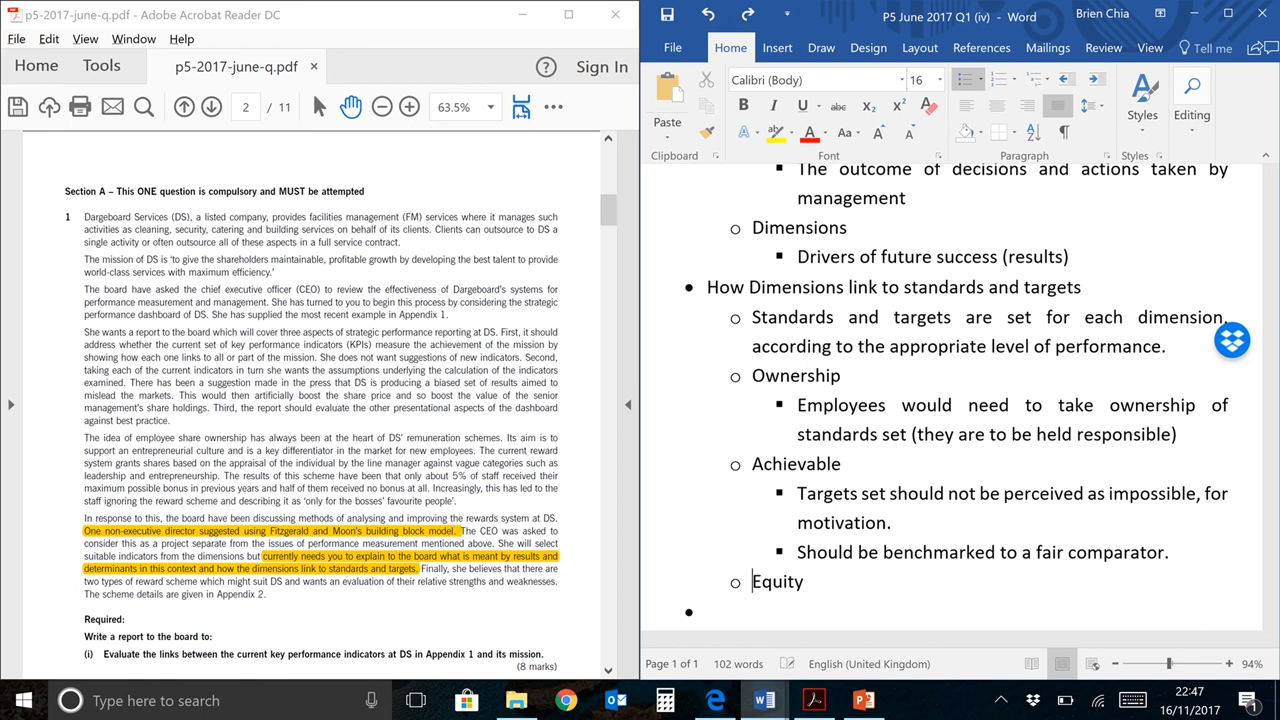 p5-2017-june-q.pdf - Adobe Acrobat Reader DC
File Edit View Window Help
Home Tools p5-2017-june-q.pdf × ? Sign In
2 / 11 63.5%
Section A – This ONE question is compulsory and MUST be attempted
1 Dargeboard Services (DS), a listed company, provides facilities management (FM) services where it manages such
activities as cleaning, security, catering and building services on behalf of its clients. Clients can outsource to DS a
single activity or often outsource all of these aspects in a full service contract.
The mission of DS is ‘to give the shareholders maintainable, profitable growth by developing the best talent to provide
world-class services with maximum efficiency.’
The board have asked the chief executive officer (CEO) to review the effectiveness of Dargeboard's systems for
performance measurement and management. She has turned to you to begin this process by considering the strategic
performance dashboard of DS. She has supplied the most recent example in Appendix 1.
She wants a report to the board which will cover three aspects of strategic performance reporting at DS. First, it should
address whether the current set of key performance indicators (KPIs) measure the achievement of the mission by
showing how each one links to all or part of the mission. She does not want suggestions of new indicators. Second,
taking each of the current indicators in turn she wants the assumptions underlying the calculation of the indicators
examined. There has been a suggestion made in the press that DS is producing a biased set of results aimed to
mislead the markets. This would then artificially boost the share price and so boost the value of the senior
management's share holdings. Third, the report should evaluate the other presentational aspects of the dashboard
against best practice.
The idea of employee share ownership has always been at the heart of DS' remuneration schemes. Its aim is to
support an entrepreneurial culture and is a key differentiator in the market for new employees. The current reward
system grants shares based on the appraisal of the individual by the line manager against vague categories such as
leadership and entrepreneurship. The results of this scheme have been that only about 5% of staff received their
maximum possible bonus in previous years and half of them received no bonus at all. Increasingly, this has led to the
staff ignoring the reward scheme and describing it as ‘only for the bosses' favourite people’.
In response to this, the board have been discussing methods of analysing and improving the rewards system at DS.
One non-executive director suggested using Fitzgerald and Moon's building block model. The CEO was asked to
consider this as a project separate from the issues of performance measurement mentioned above. She will select
suitable indicators from the dimensions but currently needs you to explain to the board what is meant by results and
determinants in this context and how the dimensions link to standards and targets. Finally, she believes that there are
two types of reward scheme which might suit DS and wants an evaluation of their relative strengths and weaknesses.
The scheme details are given in Appendix 2.
Required:
Write a report to the board to:
(i) Evaluate the links between the current key performance indicators at DS in Appendix 1 and its mission.
(8 marks)
P5 June 2017 Q1 (iv) - Word Brien Chia
File Home Insert Draw Design Layout References Mailings Review View Tell me
Paste Calibri (Body) 16 Styles Editing
B I U abc X₂ X² A Aa A A
Clipboard Font Paragraph Styles
▪ The outcome of decisions and actions taken by
management
o Dimensions
▪ Drivers of future success (results)
• How Dimensions link to standards and targets
o Standards and targets are set for each dimension,
according to the appropriate level of performance.
o Ownership
▪ Employees would need to take ownership of
standards set (they are to be held responsible)
o Achievable
▪ Targets set should not be perceived as impossible, for
motivation.
▪ Should be benchmarked to a fair comparator.
o Equity
•
Page 1 of 1 102 words English (United Kingdom) 94%
Type here to search
22:47
16/11/2017
1